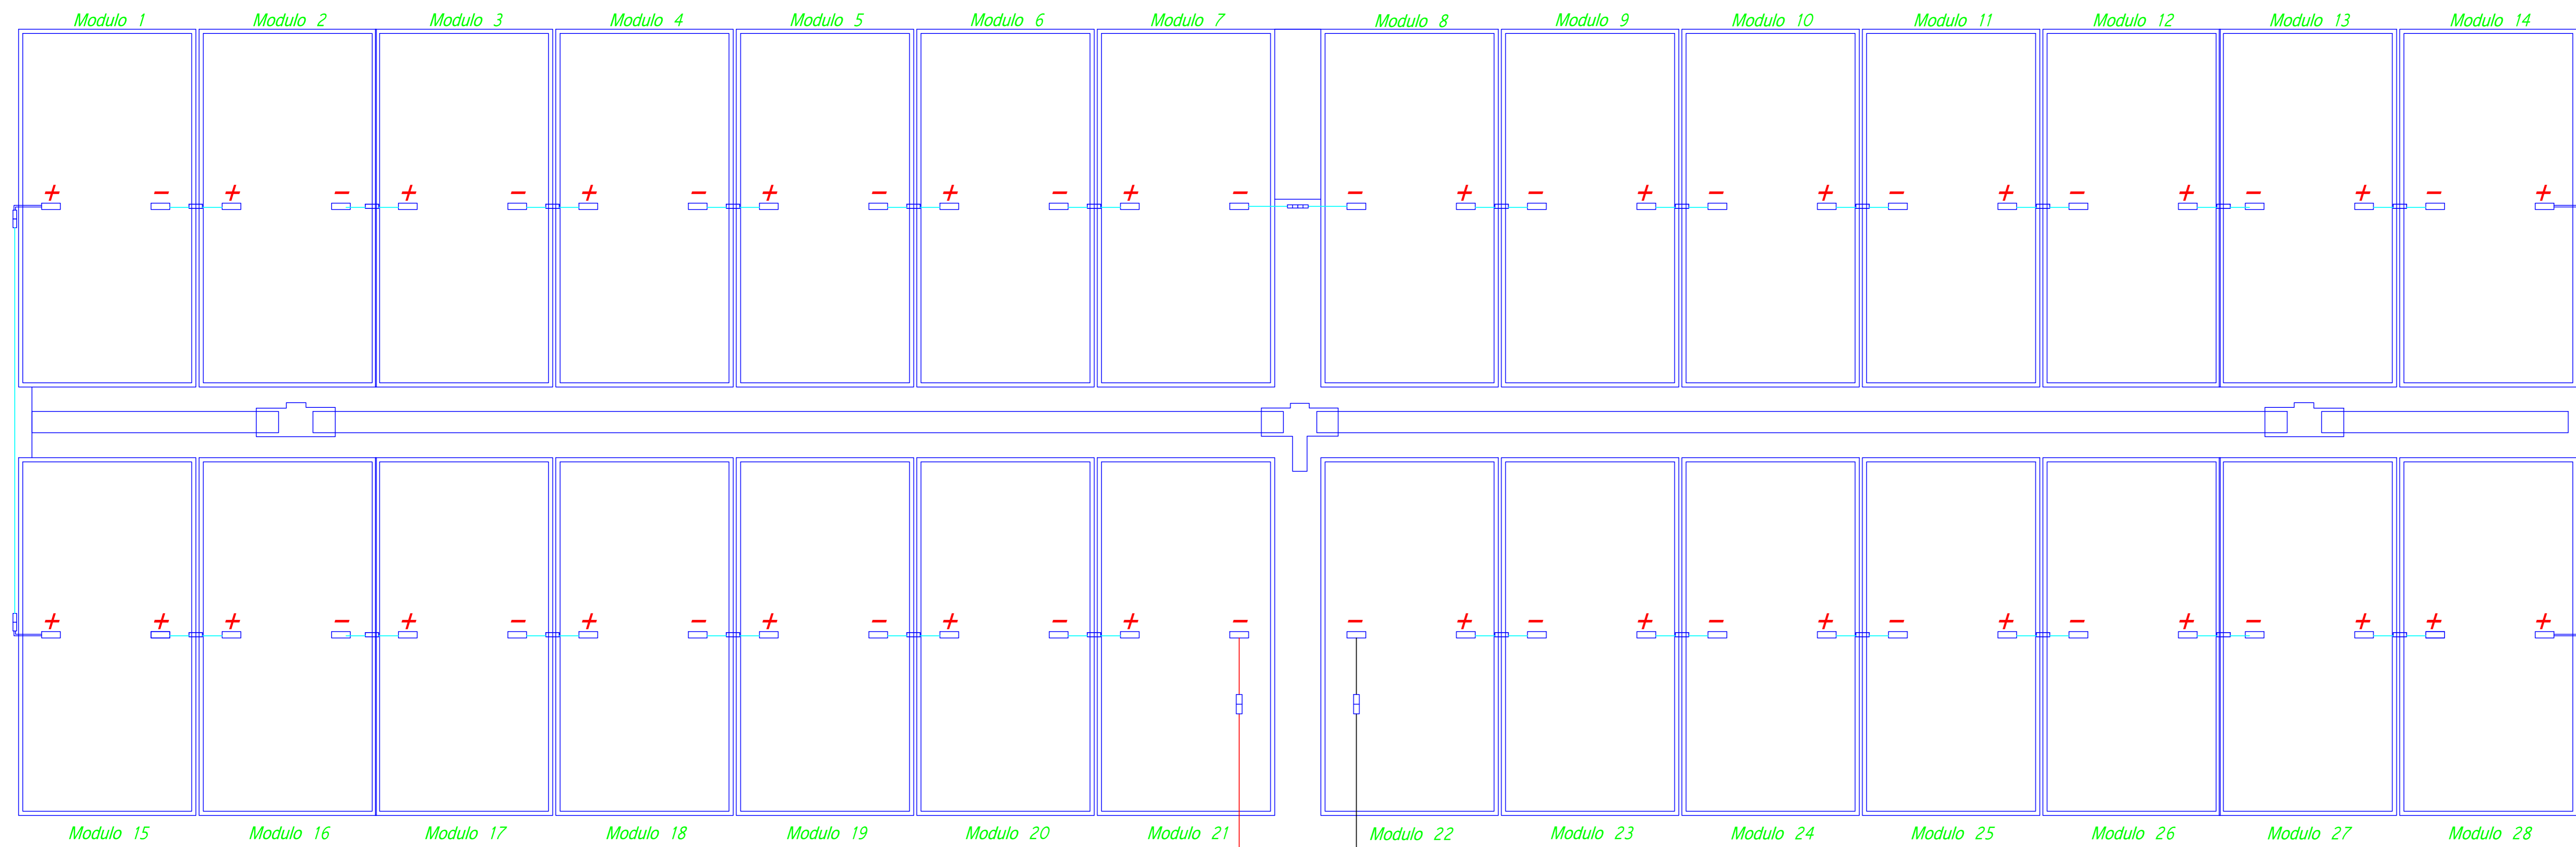 Modulo 1 Modulo 2 Modulo 3 Modulo 4 Modulo 5 Modulo 6 Modulo 7 Modulo 8 Modulo 9 Modulo 10 Modulo 11 Modulo 12 Modulo 13 Modulo 14
+ − + − + − + − + − + − + − − + − + − + − + − + − + − +
+ + + − + − + − + − + − + − − + − + − + − + − + − + + +
Modulo 15 Modulo 16 Modulo 17 Modulo 18 Modulo 19 Modulo 20 Modulo 21 Modulo 22 Modulo 23 Modulo 24 Modulo 25 Modulo 26 Modulo 27 Modulo 28